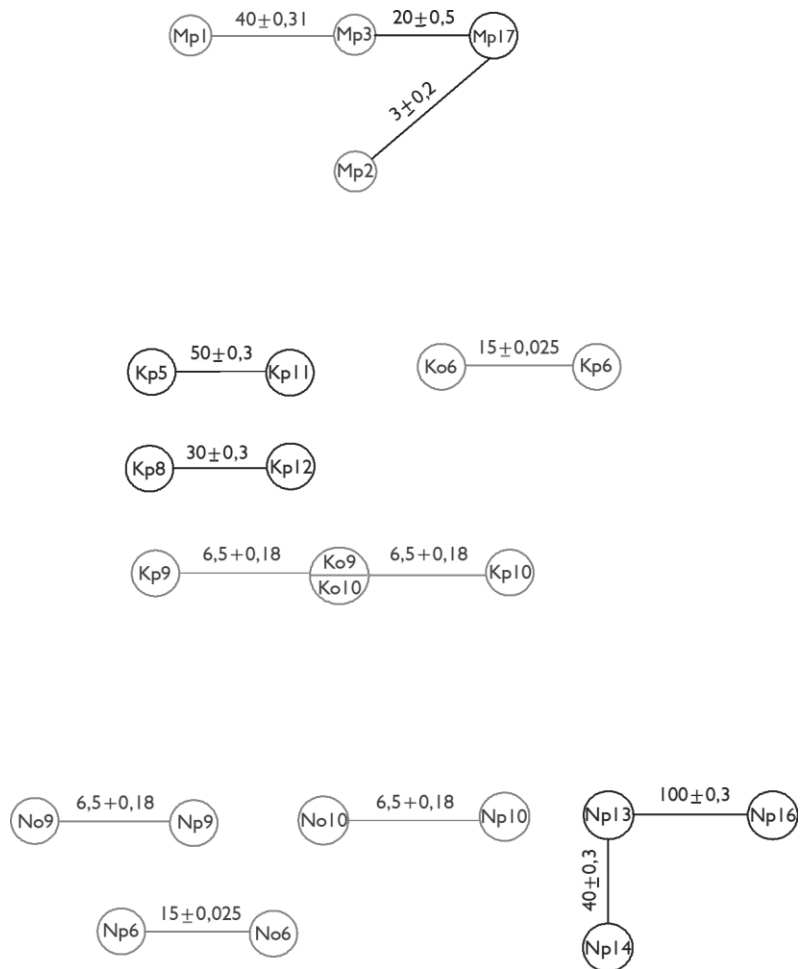 40±0,31 20±0,5
Mp1 Mp3 Mp17
3±0,2
Mp2
50±0,3 15±0,025
Kp5 Kp11 Ko6 Kp6
30±0,3
Kp8 Kp12
6,5+0,18 Ko9 6,5+0,18
Kp9 Ko10 Kp10
6,5+0,18 6,5+0,18 100±0,3
No9 Np9 No10 Np10 Np13 Np16
40±0,3
15±0,025
Np6 No6 Np14